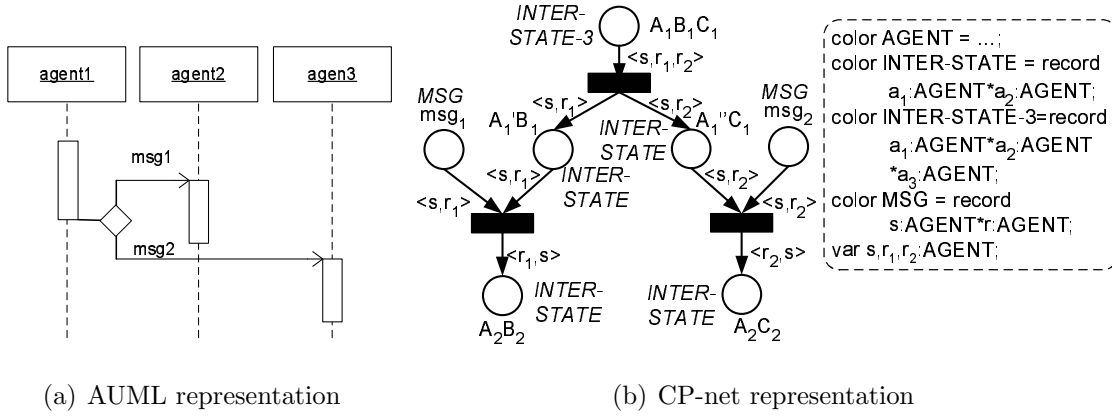 agent1
agent2
agen3
msg1
msg2
(a) AUML representation
INTER-
STATE-3
A₁B₁C₁
<s,r₁,r₂>
<s,r₁>
<s,r₂>
MSG
msg₁
A₁'B₁
INTER-
STATE
A₁''C₁
MSG
msg₂
<s,r₁>
INTER-
STATE
<s,r₂>
<s,r₁>
<s,r₂>
<r₁,s>
<r₂,s>
INTER-
STATE
A₂B₂
INTER-
STATE
A₂C₂
color AGENT = ...;
color INTER-STATE = record
a₁:AGENT*a₂:AGENT;
color INTER-STATE-3=record
a₁:AGENT*a₂:AGENT
*a₃:AGENT;
color MSG = record
s:AGENT*r:AGENT;
var s,r₁,r₂:AGENT;
(b) CP-net representation